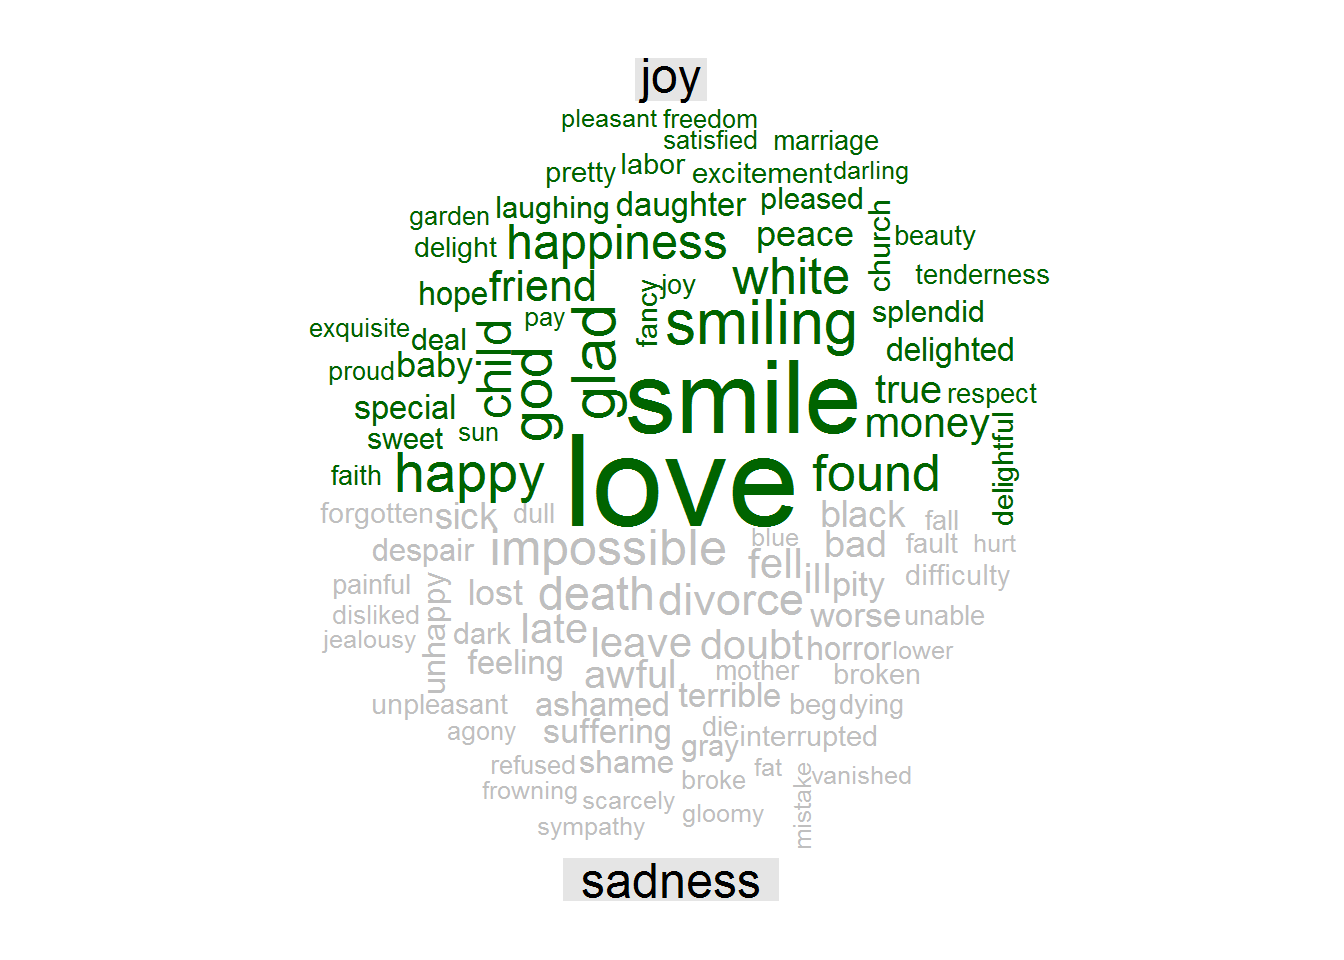 joy
pleasant freedom
satisfied marriage
pretty labor excitement darling
garden laughing daughter pleased
delight happiness peace church beauty
hope friend fancy joy white tenderness
exquisite deal pay smiling splendid
proud baby child god glad delighted
special smile true respect
sweet sun money delightful
faith happy love found
forgotten sick dull black fall
despair impossible blue bad fault hurt
painful lost death divorce fell ill pity difficulty
disliked unhappy worse unable
jealousy dark late leave doubt horror lower
feeling awful mother broken
unpleasant ashamed terrible beg dying
agony suffering die gray interrupted
refused shame broke fat mistake vanished
frowning scarcely gloomy
sympathy
sadness